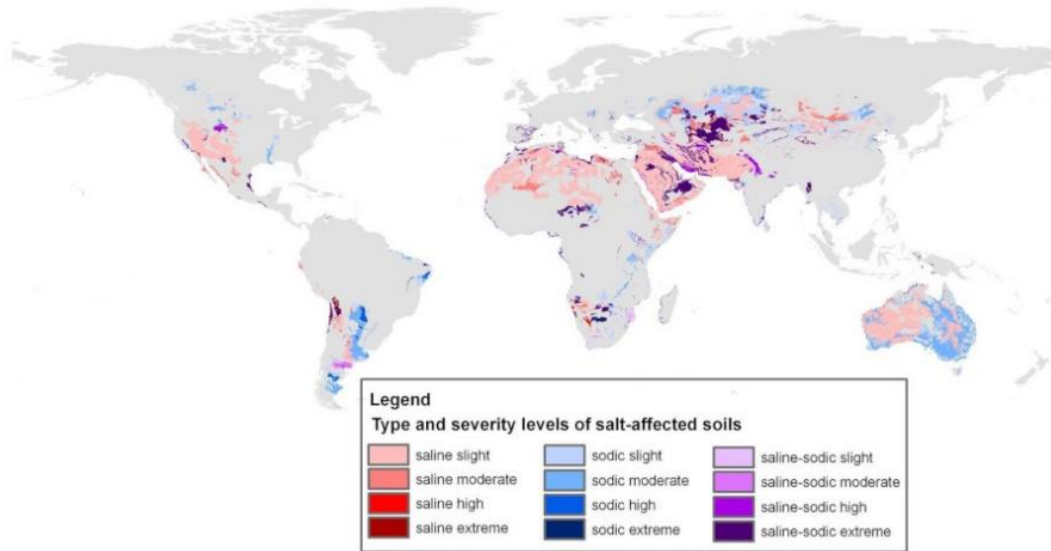 Legend
Type and severity levels of salt-affected soils
saline slight
saline moderate
saline high
saline extreme
sodic slight
sodic moderate
sodic high
sodic extreme
saline-sodic slight
saline-sodic moderate
saline-sodic high
saline-sodic extreme